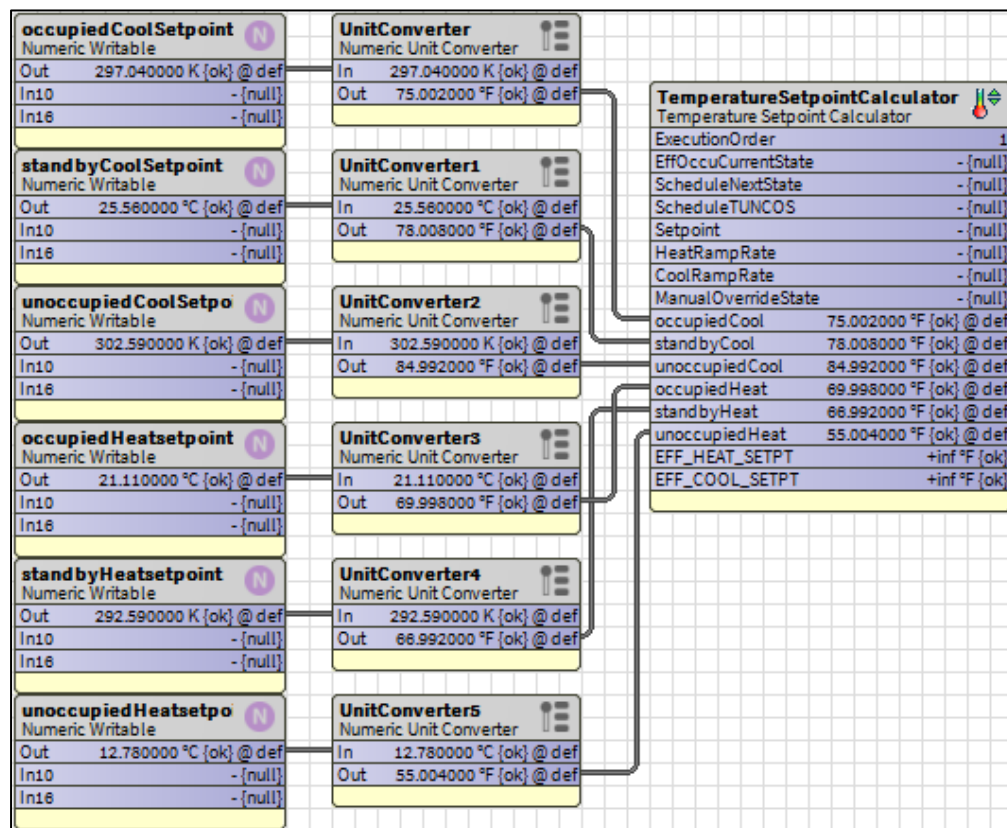 occupiedCoolSetpoint
Numeric Writable
Out 297.040000 K {ok} @ def
In10 - {null}
In16 - {null}
UnitConverter
Numeric Unit Converter
In 297.040000 K {ok} @ def
Out 75.002000 °F {ok} @ def
standbyCoolSetpoint
Numeric Writable
Out 25.560000 °C {ok} @ def
In10 - {null}
In16 - {null}
UnitConverter1
Numeric Unit Converter
In 25.560000 °C {ok} @ def
Out 78.008000 °F {ok} @ def
unoccupiedCoolSetpoi
Numeric Writable
Out 302.590000 K {ok} @ def
In10 - {null}
In16 - {null}
UnitConverter2
Numeric Unit Converter
In 302.590000 K {ok} @ def
Out 84.992000 °F {ok} @ def
occupiedHeatsetpoint
Numeric Writable
Out 21.110000 °C {ok} @ def
In10 - {null}
In16 - {null}
UnitConverter3
Numeric Unit Converter
In 21.110000 °C {ok} @ def
Out 69.998000 °F {ok} @ def
standbyHeatsetpoint
Numeric Writable
Out 292.590000 K {ok} @ def
In10 - {null}
In16 - {null}
UnitConverter4
Numeric Unit Converter
In 292.590000 K {ok} @ def
Out 66.992000 °F {ok} @ def
unoccupiedHeatsetpoi
Numeric Writable
Out 12.780000 °C {ok} @ def
In10 - {null}
In16 - {null}
UnitConverter5
Numeric Unit Converter
In 12.780000 °C {ok} @ def
Out 55.004000 °F {ok} @ def
TemperatureSetpointCalculator
Temperature Setpoint Calculator
ExecutionOrder 1
EffOccuCurrentState - {null}
ScheduleNextState - {null}
ScheduleTUNCOS - {null}
Setpoint - {null}
HeatRampRate - {null}
CoolRampRate - {null}
ManualOverrideState - {null}
occupiedCool 75.002000 °F {ok} @ def
standbyCool 78.008000 °F {ok} @ def
unoccupiedCool 84.992000 °F {ok} @ def
occupiedHeat 69.998000 °F {ok} @ def
standbyHeat 66.992000 °F {ok} @ def
unoccupiedHeat 55.004000 °F {ok} @ def
EFF_HEAT_SETPT +inf °F {ok}
EFF_COOL_SETPT +inf °F {ok}